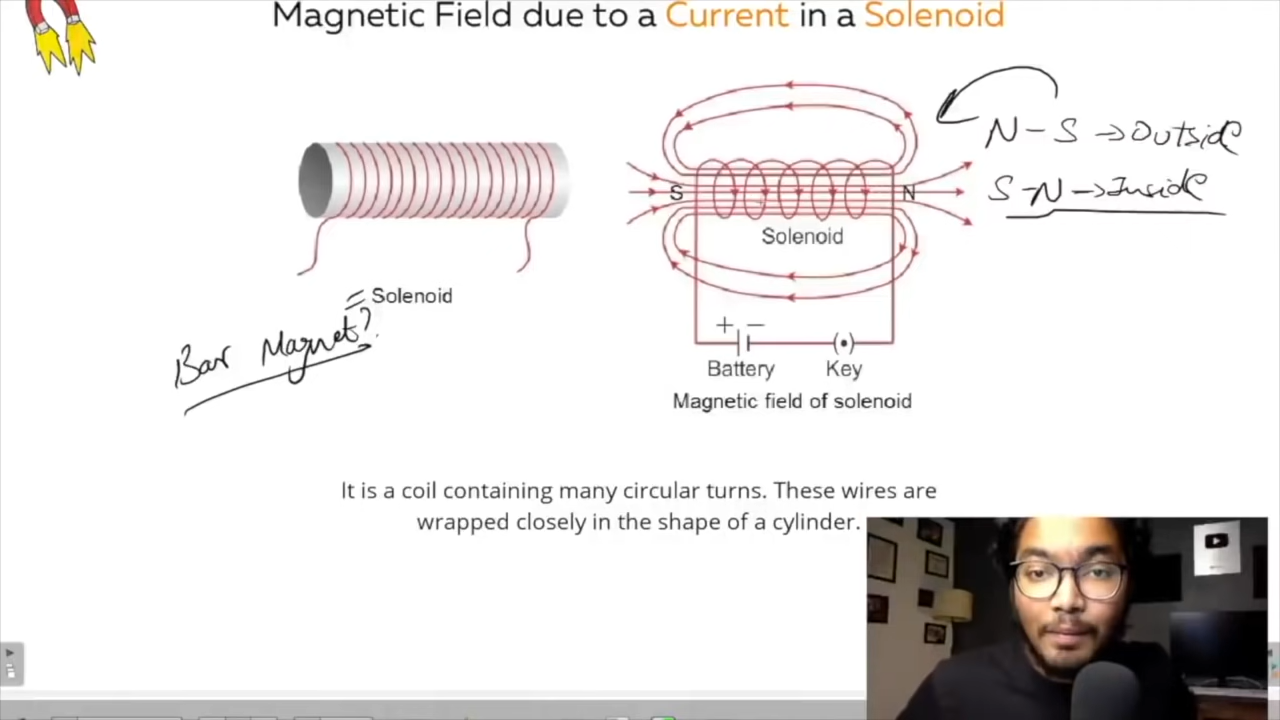 Magnetic Field due to a Current in a Solenoid
N-S → Outside
S-N → Inside
S
N
Solenoid
Solenoid
Bar Magnet?
+ −
Battery
Key
Magnetic field of solenoid
It is a coil containing many circular turns. These wires are
wrapped closely in the shape of a cylinder.